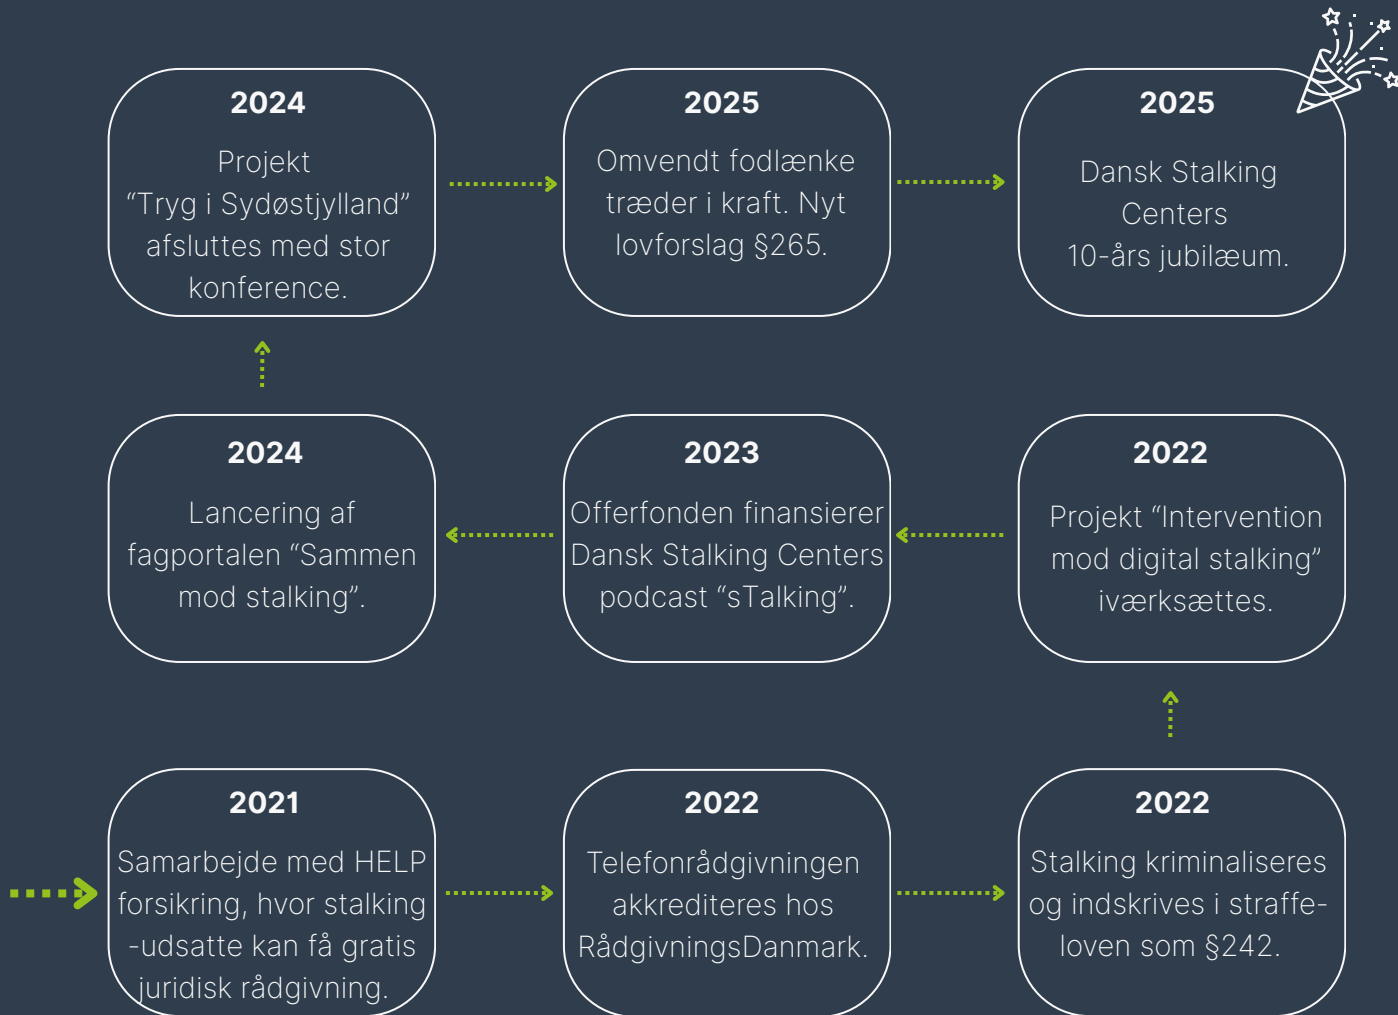 2024
Projekt
“Tryg i Sydøstjylland”
afsluttes med stor
konference.
2025
Omvendt fodlænke
træder i kraft. Nyt
lovforslag §265.
2025
Dansk Stalking
Centers
10-års jubilæum.
2024
Lancering af
fagportalen “Sammen
mod stalking”.
2023
Offerfonden finansierer
Dansk Stalking Centers
podcast “sTalking”.
2022
Projekt “Intervention
mod digital stalking”
iværksættes.
2021
Samarbejde med HELP
forsikring, hvor stalking
-udsatte kan få gratis
juridisk rådgivning.
2022
Telefonrådgivningen
akkrediteres hos
RådgivningsDanmark.
2022
Stalking kriminaliseres
og indskrives i straffe-
loven som §242.